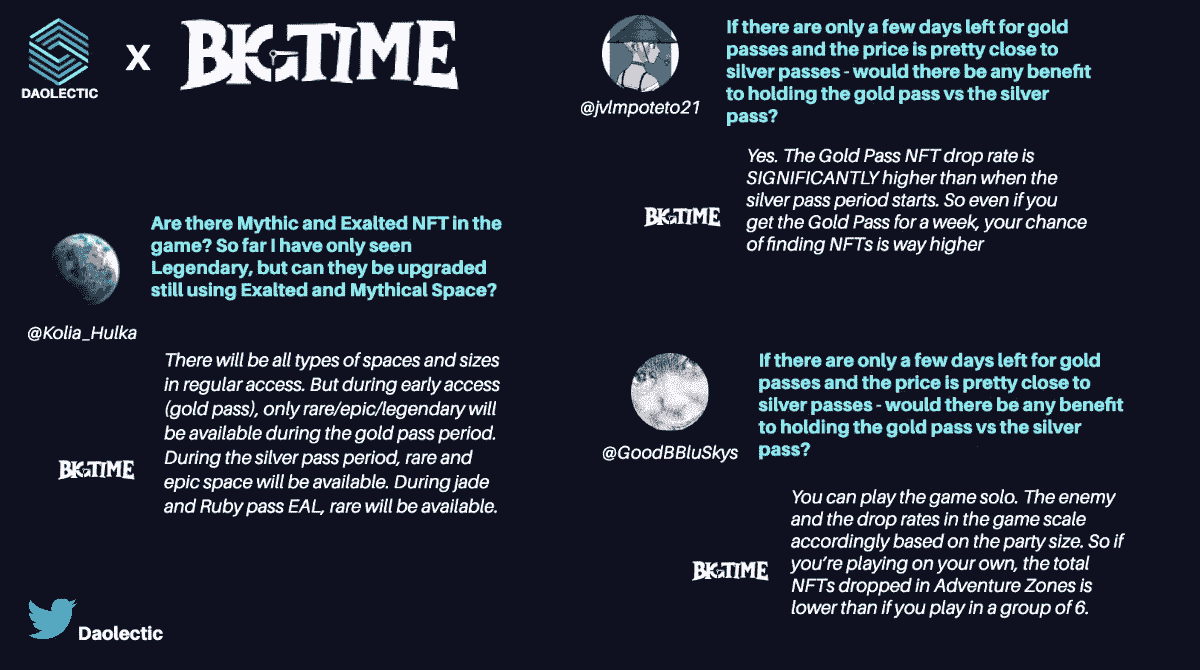 DAOLECTIC
X
BIGTIME
Are there Mythic and Exalted NFT in the
game? So far I have only seen
Legendary, but can they be upgraded
still using Exalted and Mythical Space?
@Kolia_Hulka
There will be all types of spaces and sizes
in regular access. But during early access
(gold pass), only rare/epic/legendary will
be available during the gold pass period.
During the silver pass period, rare and
epic space will be available. During jade
and Ruby pass EAL, rare will be available.
BIGTIME
Daolectic
If there are only a few days left for gold
passes and the price is pretty close to
silver passes - would there be any benefit
to holding the gold pass vs the silver
pass?
@jvlmpoteto21
Yes. The Gold Pass NFT drop rate is
SIGNIFICANTLY higher than when the
silver pass period starts. So even if you
get the Gold Pass for a week, your chance
of finding NFTs is way higher
BIGTIME
If there are only a few days left for gold
passes and the price is pretty close to
silver passes - would there be any benefit
to holding the gold pass vs the silver
pass?
@GoodBBluSkys
You can play the game solo. The enemy
and the drop rates in the game scale
accordingly based on the party size. So if
you're playing on your own, the total
NFTs dropped in Adventure Zones is
lower than if you play in a group of 6.
BIGTIME